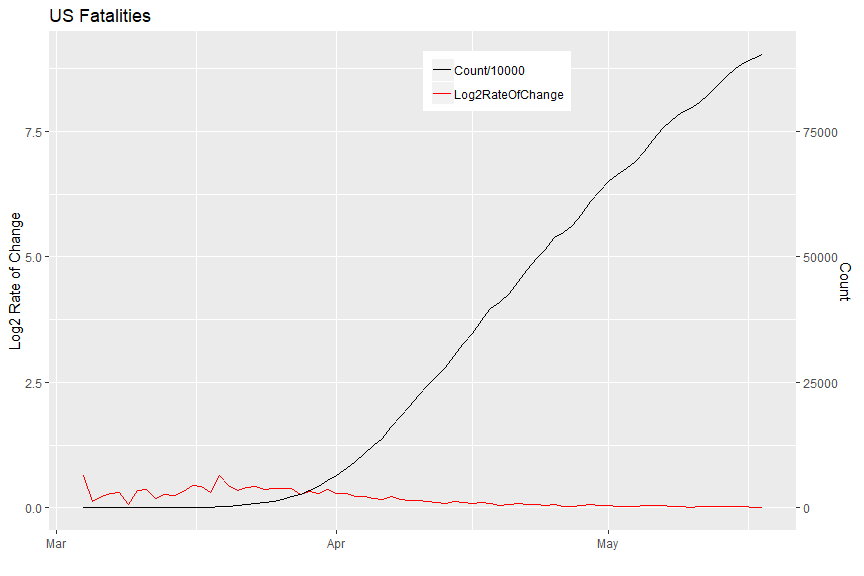 US Fatalities
Count/10000
Log2RateOfChange
Log2 Rate of Change
7.5
5.0
2.5
0.0
75000
50000
25000
0
Count
Mar
Apr
May